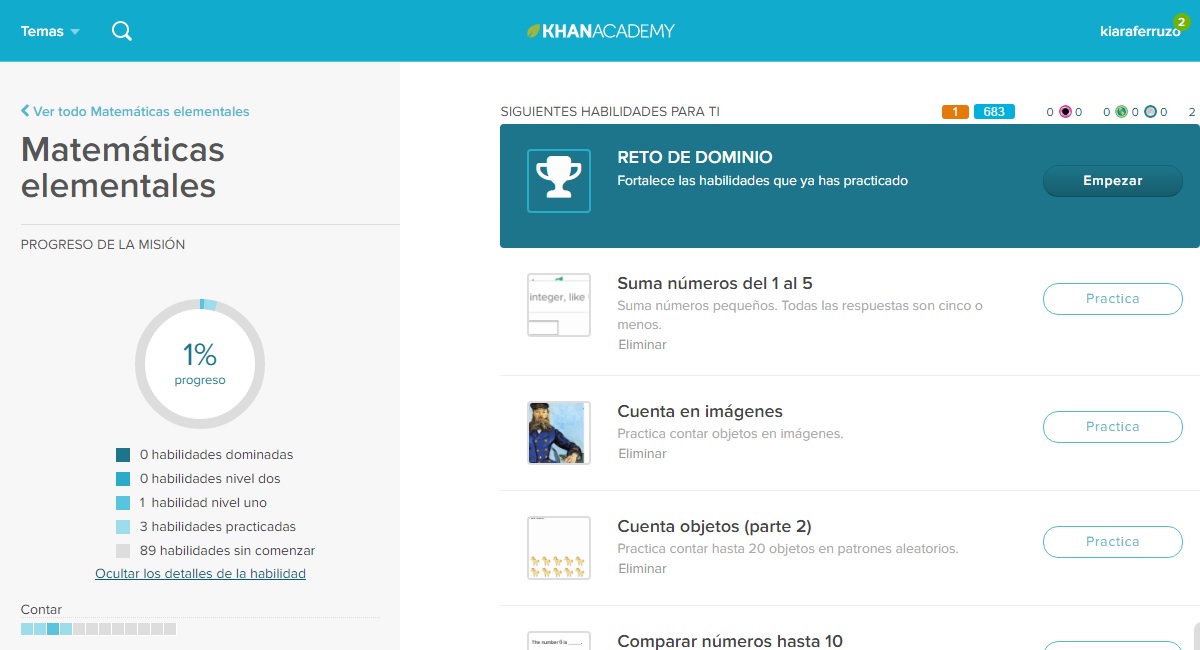 Temas
KHANACADEMY
kiaraferruzo
2
Ver todo Matemáticas elementales
Matemáticas
elementales
PROGRESO DE LA MISIÓN
1%
progreso
0 habilidades dominadas
0 habilidades nivel dos
1 habilidad nivel uno
3 habilidades practicadas
89 habilidades sin comenzar
Ocultar los detalles de la habilidad
Contar
SIGUIENTES HABILIDADES PARA TI
1 683 0 0 0 0 0 2
RETO DE DOMINIO
Fortalece las habilidades que ya has practicado
Empezar
integer, like
Suma números del 1 al 5
Suma números pequeños. Todas las respuestas son cinco o
menos.
Eliminar
Practica
Cuenta en imágenes
Practica contar objetos en imágenes.
Eliminar
Practica
Cuenta objetos (parte 2)
Practica contar hasta 20 objetos en patrones aleatorios.
Eliminar
Practica
The number 6 is ____.
Comparar números hasta 10